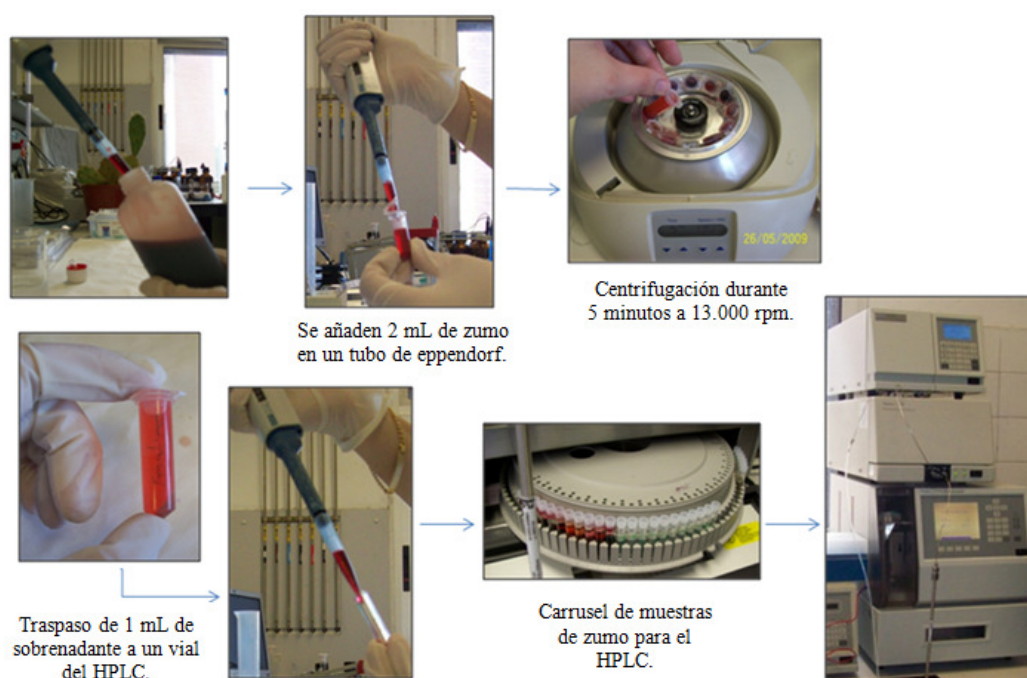 26/05/2009
Centrifugación durante
5 minutos a 13.000 rpm.
Se añaden 2 mL de zumo
en un tubo de eppendorf.
Traspaso de 1 mL de
sobrenadante a un vial
del HPLC.
Carrusel de muestras
de zumo para el
HPLC.